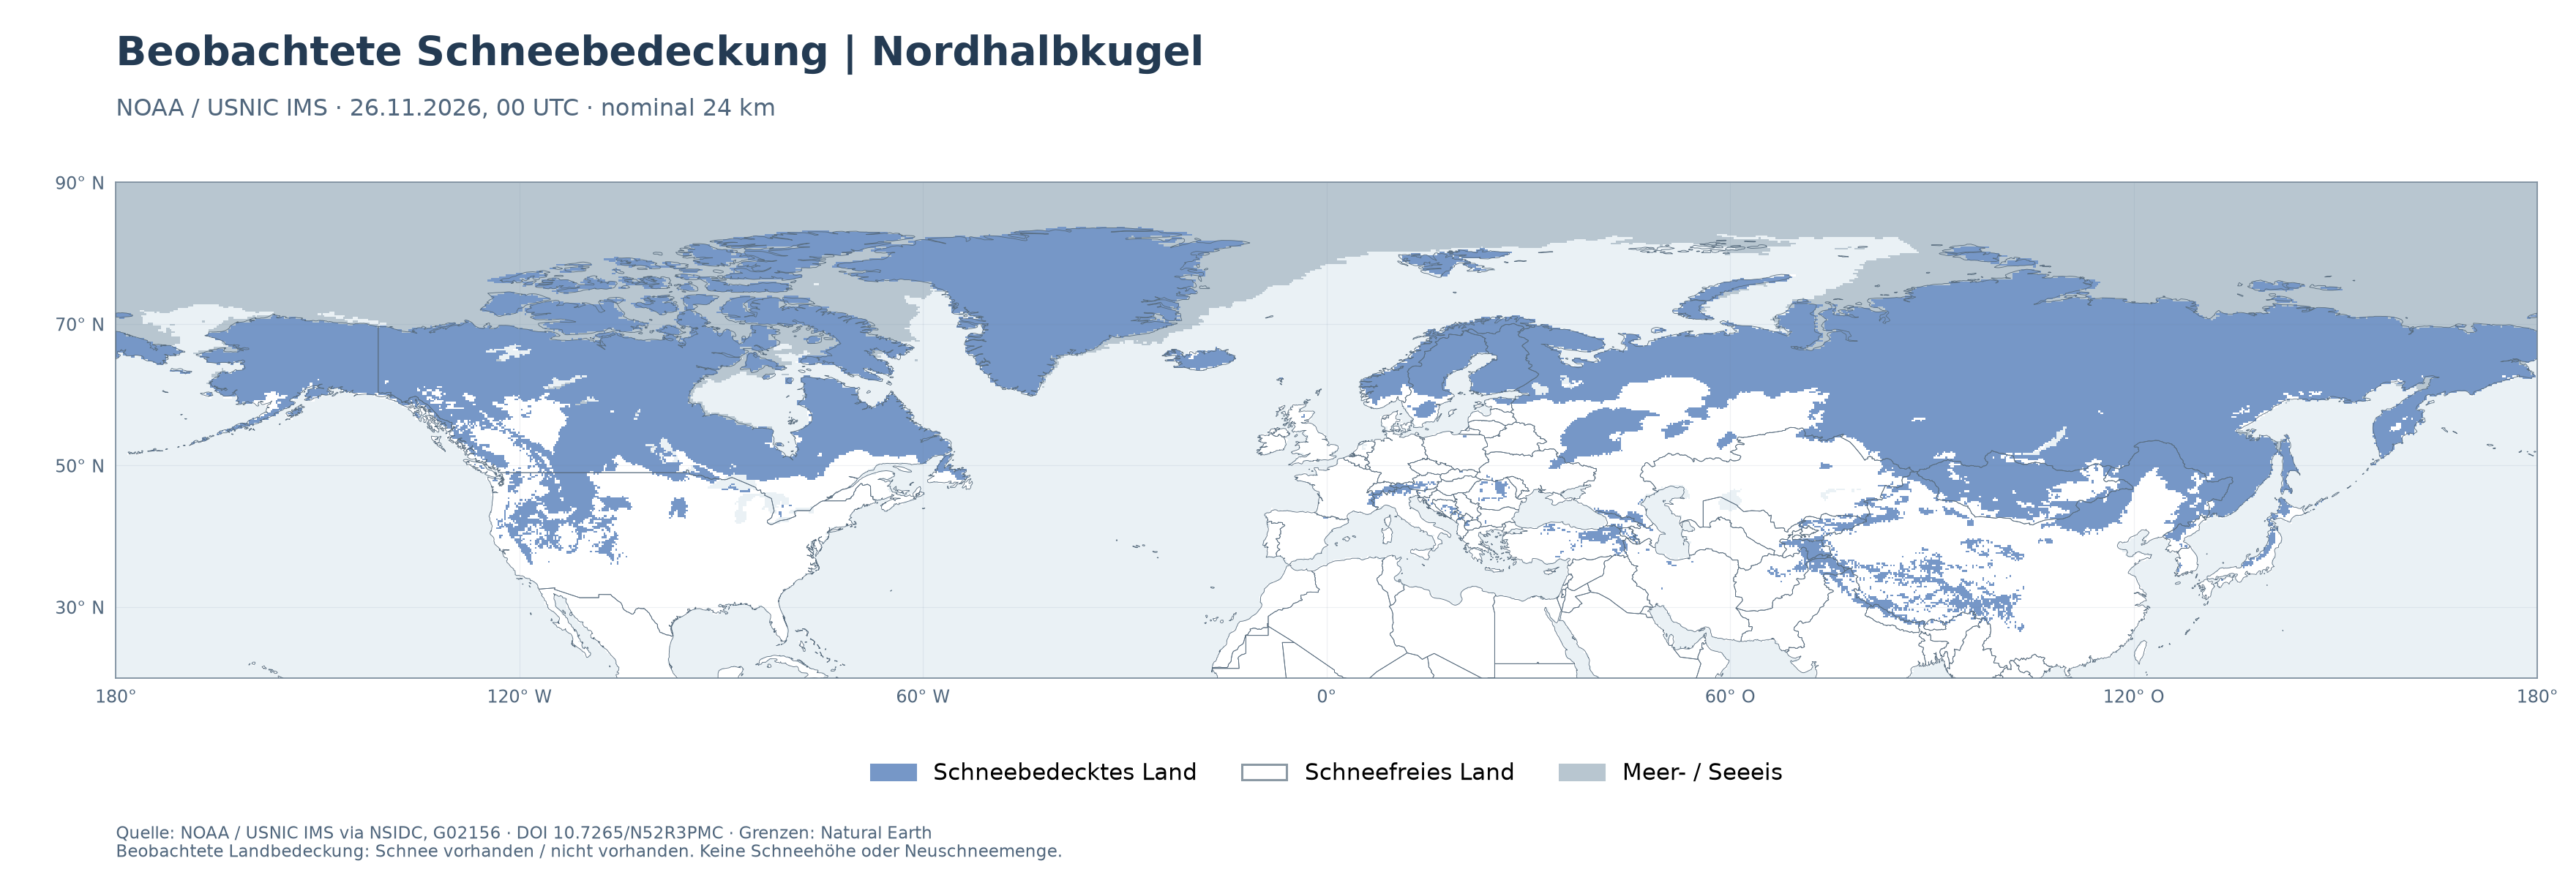 Beobachtete Schneebedeckung | Nordhalbkugel
NOAA / USNIC IMS · 26.11.2026, 00 UTC · nominal 24 km
90° N
70° N
50° N
30° N
180° 120° W 60° W 0° 60° O 120° O 180°
Schneebedecktes Land Schneefreies Land Meer- / Seeeis
Quelle: NOAA / USNIC IMS via NSIDC, G02156 · DOI 10.7265/N52R3PMC · Grenzen: Natural Earth
Beobachtete Landbedeckung: Schnee vorhanden / nicht vorhanden. Keine Schneehöhe oder Neuschneemenge.